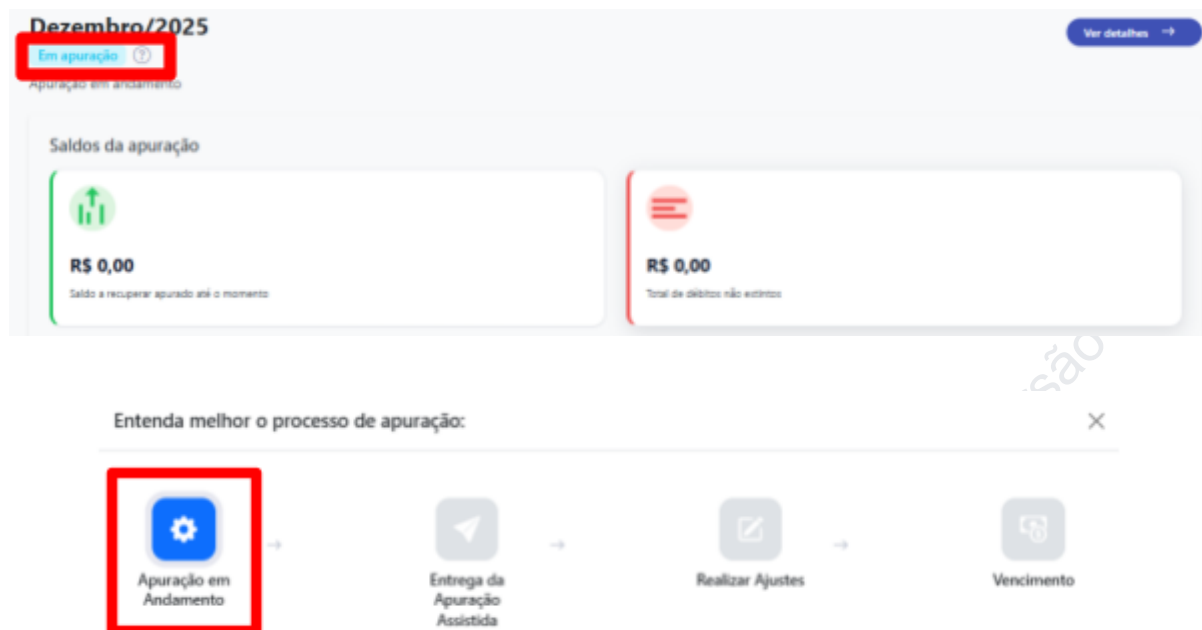 Dezembro/2025
Ver detalhes
Em apuração
Apuração em andamento
Saldos da apuração
R$ 0,00
R$ 0,00
Saldo a recuperar apurado até o momento
Total de débitos não extintos
Entenda melhor o processo de apuração:
Apuração em
Andamento
Entrega da
Apuração
Assistida
Realizar Ajustes
Vencimento